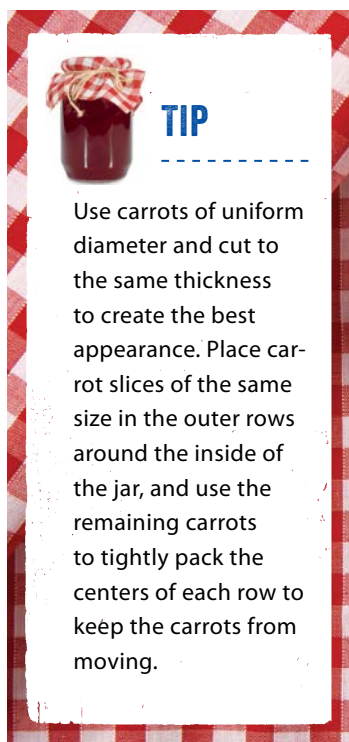 TIP
Use carrots of uniform
diameter and cut to
the same thickness
to create the best
appearance. Place car-
rot slices of the same
size in the outer rows
around the inside of
the jar, and use the
remaining carrots
to tightly pack the
centers of each row to
keep the carrots from
moving.